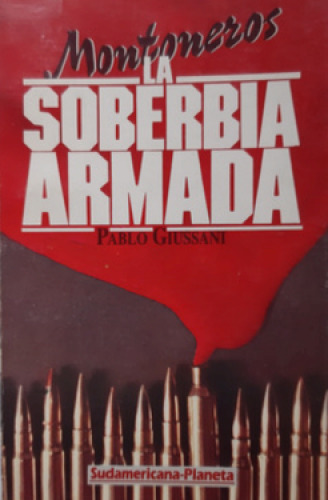 Montoneros
LA
SOBERBIA
ARMADA
PABLO GIUSSANI
Sudamericana-Planeta